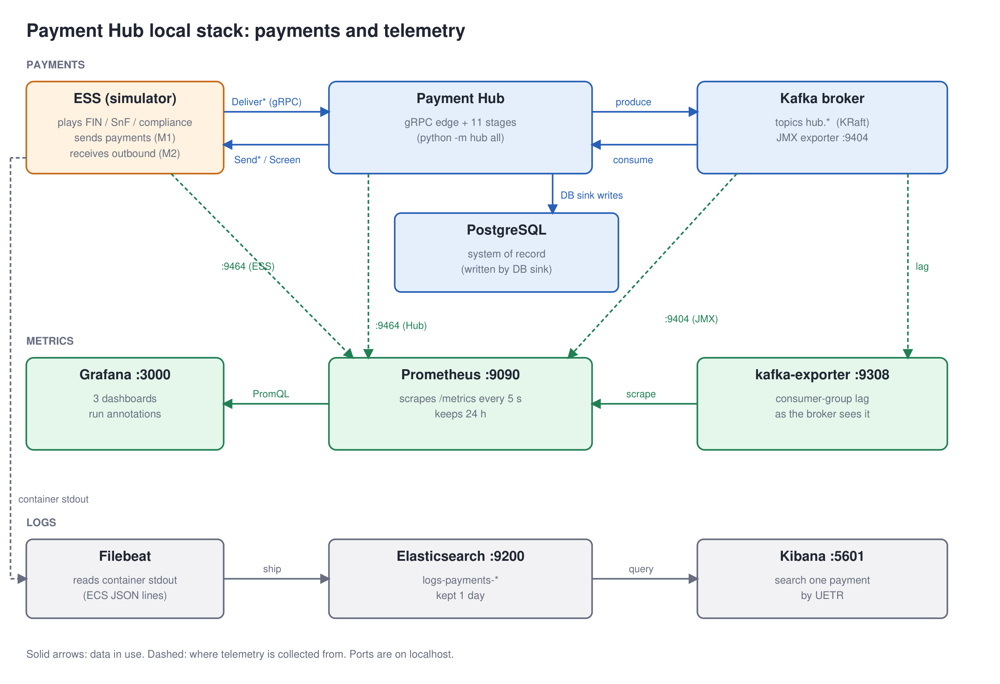 Payment Hub local stack: payments and telemetry
PAYMENTS
ESS (simulator)
plays FIN / SnF / compliance
sends payments (M1)
receives outbound (M2)
Deliver* (gRPC)
Send* / Screen
Payment Hub
gRPC edge + 11 stages
(python -m hub all)
produce
consume
Kafka broker
topics hub.* (KRaft)
JMX exporter :9404
DB sink writes
PostgreSQL
system of record
(written by DB sink)
:9464 (ESS)
:9464 (Hub)
:9404 (JMX)
lag
METRICS
Grafana :3000
3 dashboards
run annotations
PromQL
Prometheus :9090
scrapes /metrics every 5 s
keeps 24 h
scrape
kafka-exporter :9308
consumer-group lag
as the broker sees it
container stdout
LOGS
Filebeat
reads container stdout
(ECS JSON lines)
ship
Elasticsearch :9200
logs-payments-*
kept 1 day
query
Kibana :5601
search one payment
by UETR
Solid arrows: data in use. Dashed: where telemetry is collected from. Ports are on localhost.